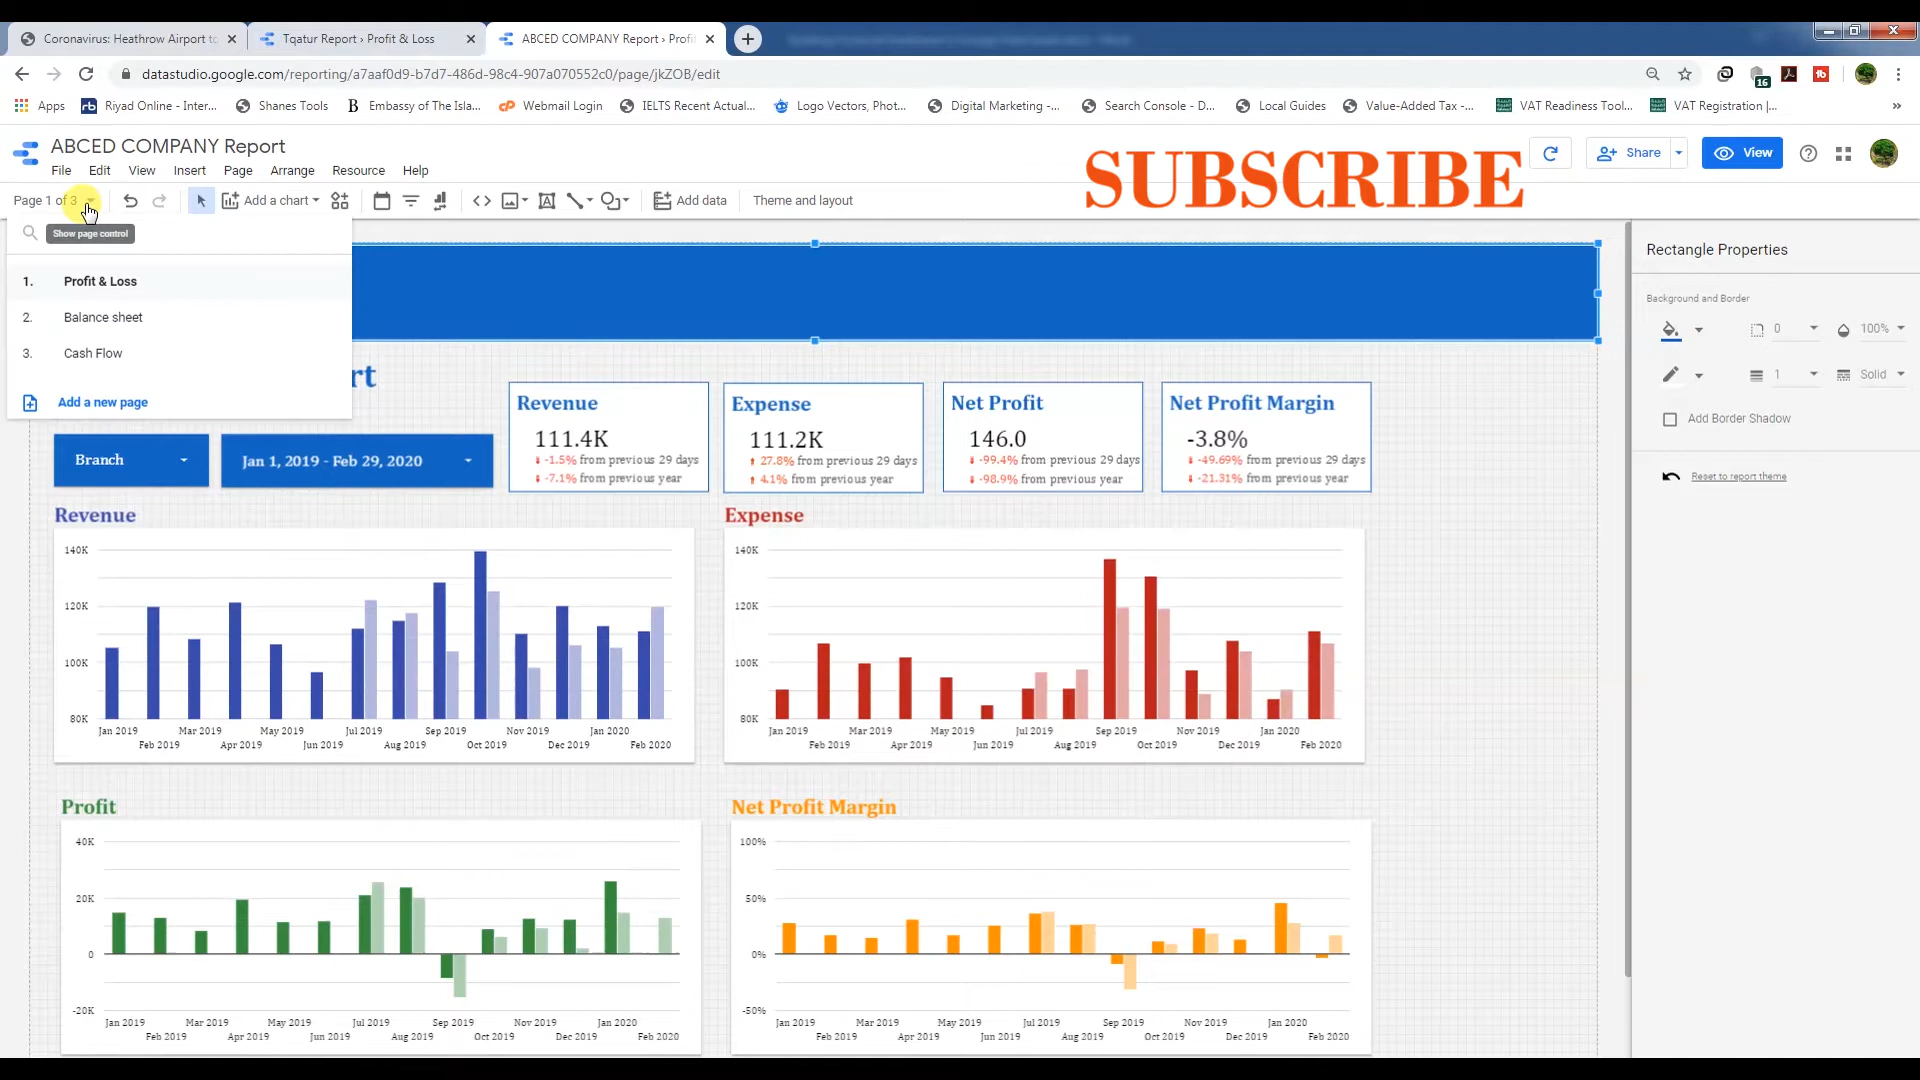 Coronavirus: Heathrow Airport to
Tqatur Report › Profit & Loss
ABCED COMPANY Report › Profi
datastudio.google.com/reporting/a7aaf0d9-b7d7-486d-98c4-907a070552c0/page/jkZOB/edit
16
Apps
Riyad Online - Inter...
Shanes Tools
Embassy of The Isla...
Webmail Login
IELTS Recent Actual...
Logo Vectors, Phot...
Digital Marketing -...
Search Console - D...
Local Guides
Value-Added Tax -...
VAT Readiness Tool...
VAT Registration |...
ABCED COMPANY Report
SUBSCRIBE
Share
View
File
Edit
View
Insert
Page
Arrange
Resource
Help
Page 1 of 3
Add a chart
Add data
Theme and layout
Show page control
1. Profit & Loss
2. Balance sheet
3. Cash Flow
Add a new page
Rectangle Properties
Background and Border
0
100%
1
Solid
Add Border Shadow
Reset to report theme
rt
Branch
Jan 1, 2019 - Feb 29, 2020
Revenue
111.4K
-1.5% from previous 29 days
-7.1% from previous year
Expense
111.2K
27.8% from previous 29 days
4.1% from previous year
Net Profit
146.0
-99.4% from previous 29 days
-98.9% from previous year
Net Profit Margin
-3.8%
-49.69% from previous 29 days
-21.31% from previous year
Revenue
140K
120K
100K
80K
Jan 2019 Mar 2019 May 2019 Jul 2019 Sep 2019 Nov 2019 Jan 2020
Feb 2019 Apr 2019 Jun 2019 Aug 2019 Oct 2019 Dec 2019 Feb 2020
Expense
140K
120K
100K
80K
Jan 2019 Mar 2019 May 2019 Jul 2019 Sep 2019 Nov 2019 Jan 2020
Feb 2019 Apr 2019 Jun 2019 Aug 2019 Oct 2019 Dec 2019 Feb 2020
Profit
40K
20K
0
-20K
Jan 2019 Mar 2019 May 2019 Jul 2019 Sep 2019 Nov 2019 Jan 2020
Feb 2019 Apr 2019 Jun 2019 Aug 2019 Oct 2019 Dec 2019 Feb 2020
Net Profit Margin
100%
50%
0%
-50%
Jan 2019 Mar 2019 May 2019 Jul 2019 Sep 2019 Nov 2019 Jan 2020
Feb 2019 Apr 2019 Jun 2019 Aug 2019 Oct 2019 Dec 2019 Feb 2020